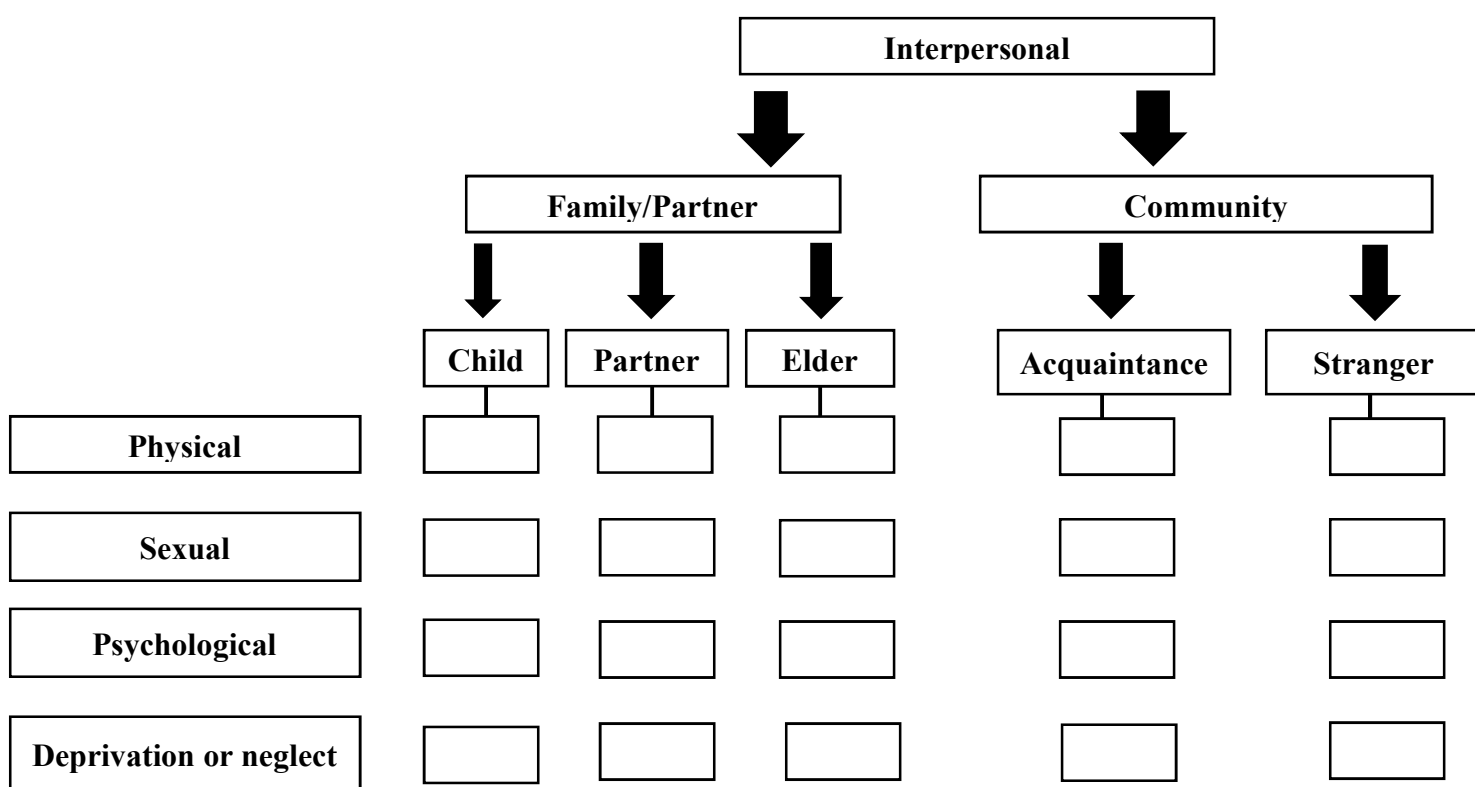 Interpersonal
Family/Partner
Community
Child
Partner
Elder
Acquaintance
Stranger
Physical
Sexual
Psychological
Deprivation or neglect